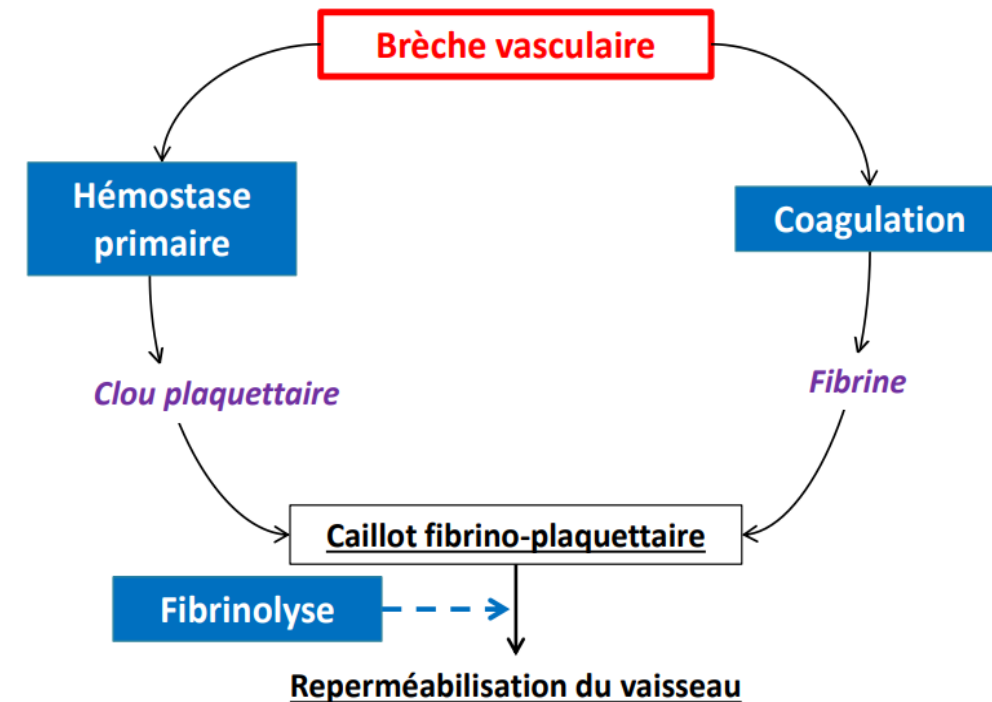 Brèche vasculaire
Hémostase
primaire
Coagulation
Clou plaquettaire
Fibrine
Caillot fibrino-plaquettaire
Fibrinolyse
Reperméabilisation du vaisseau